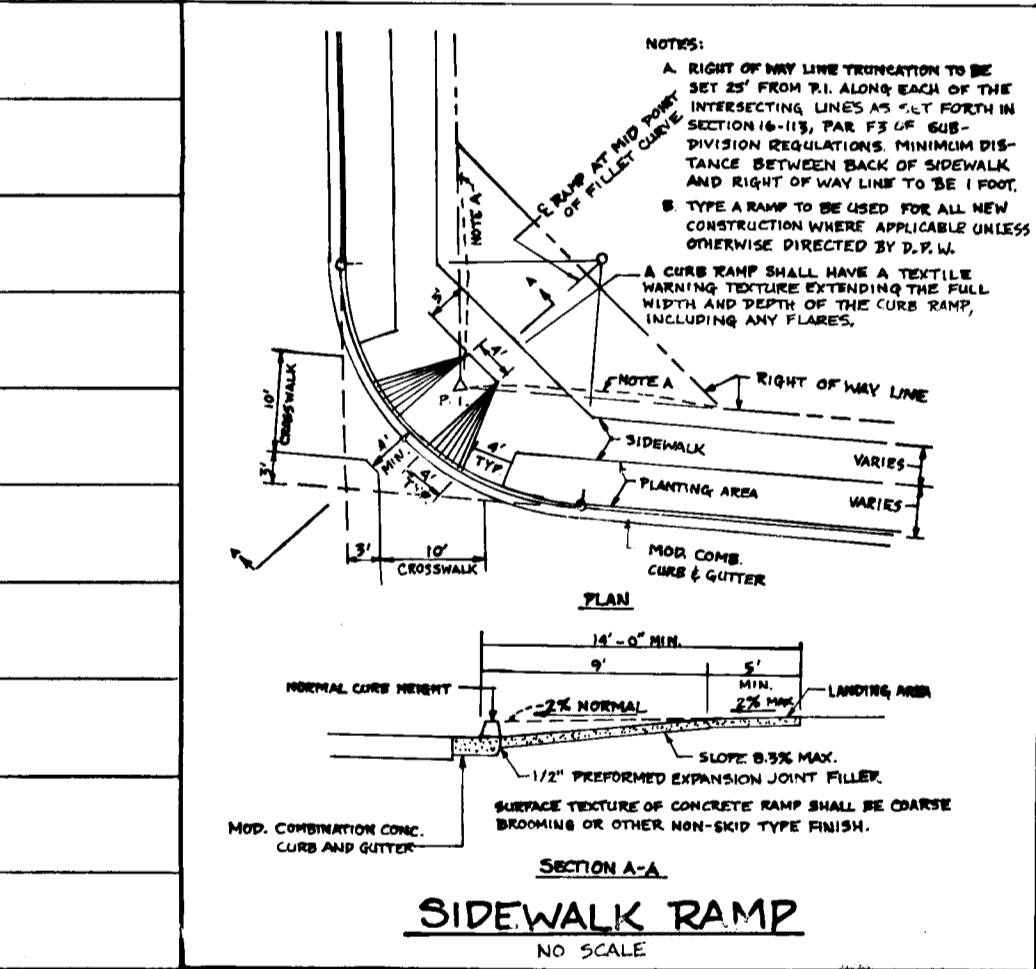 NOTES:
A. RIGHT OF WAY LINE TRUNCATION TO BE
SET 25' FROM P.I. ALONG EACH OF THE
INTERSECTING LINES AS SET FORTH IN
SECTION 16-113, PAR F3 OF SUB-
DIVISION REGULATIONS. MINIMUM DIS-
TANCE BETWEEN BACK OF SIDEWALK
AND RIGHT OF WAY LINE TO BE 1 FOOT.
B. TYPE A RAMP TO BE USED FOR ALL NEW
CONSTRUCTION WHERE APPLICABLE UNLESS
OTHERWISE DIRECTED BY D.P.W.
A CURB RAMP SHALL HAVE A TEXTILE
WARNING TEXTURE EXTENDING THE FULL
WIDTH AND DEPTH OF THE CURB RAMP,
INCLUDING ANY FLARES.
℄ RAMP AT MID POINT
OF FILLET CURVE
NOTE A
A
5'
4'
P.I.
NOTE A
RIGHT OF WAY LINE
10'
CROSSWALK
3'
4'
MIN.
4'
TYP.
4'
TYP.
SIDEWALK
VARIES
PLANTING AREA
VARIES
A
3'
10'
CROSSWALK
MOD. COMB.
CURB & GUTTER
PLAN
14'-0" MIN.
9'
5'
MIN.
NORMAL CURB HEIGHT
2% NORMAL
2% MAX
LANDING AREA
SLOPE 8.3% MAX.
1/2" PREFORMED EXPANSION JOINT FILLER
SURFACE TEXTURE OF CONCRETE RAMP SHALL BE COARSE
BROOMING OR OTHER NON-SKID TYPE FINISH.
MOD. COMBINATION CONC.
CURB AND GUTTER
SECTION A-A
SIDEWALK RAMP
NO SCALE